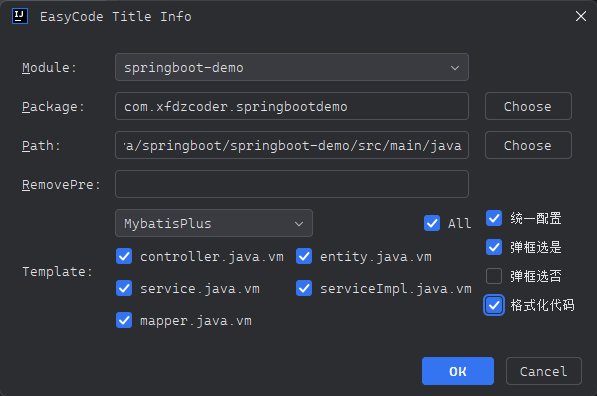 EasyCode Title Info
Module: springboot-demo
Package: com.xfdzcoder.springbootdemo Choose
Path: /a/springboot/springboot-demo/src/main/java Choose
RemovePre:
MybatisPlus All 统一配置
弹框选是
controller.java.vm entity.java.vm
Template: 弹框选否
service.java.vm serviceImpl.java.vm
格式化代码
mapper.java.vm
OK Cancel